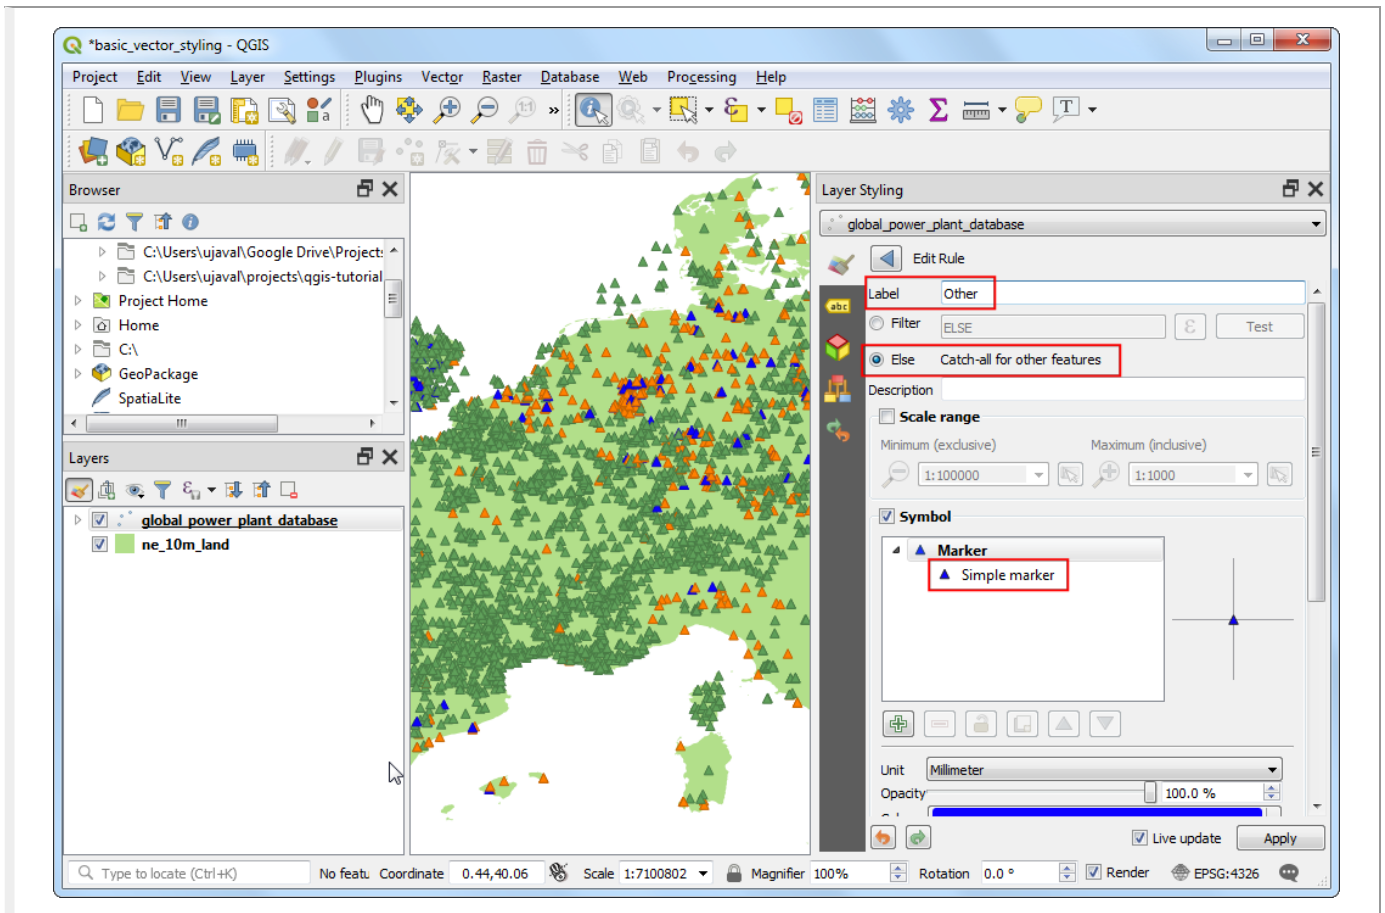 *basic_vector_styling - QGIS
Project Edit View Layer Settings Plugins Vector Raster Database Web Processing Help
1:1
»
T
Browser
C:\Users\ujaval\Google Drive\Project:
C:\Users\ujaval\projects\qgis-tutorial
Project Home
Home
C:\
GeoPackage
SpatiaLite
Layers
global_power_plant_database
ne_10m_land
Layer Styling
global_power_plant_database
Edit Rule
abc
Label Other
Filter ELSE ε Test
Else Catch-all for other features
Description
Scale range
Minimum (exclusive) Maximum (inclusive)
1:100000 1:1000
Symbol
Marker
Simple marker
Unit Millimeter
Opacity 100.0 %
Live update Apply
Type to locate (Ctrl+K) No featu Coordinate 0.44,40.06 Scale 1:7100802 Magnifier 100% Rotation 0.0 ° Render EPSG:4326